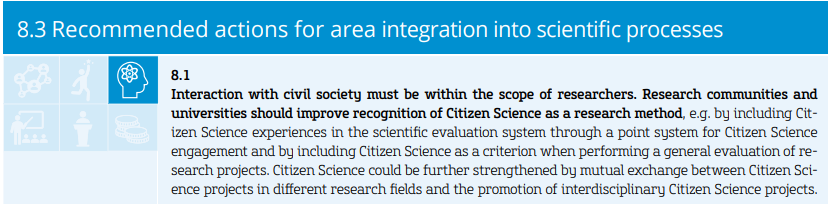 8.3 Recommended actions for area integration into scientific processes
8.1
Interaction with civil society must be within the scope of researchers. Research communities and
universities should improve recognition of Citizen Science as a research method, e.g. by including Cit-
izen Science experiences in the scientific evaluation system through a point system for Citizen Science
engagement and by including Citizen Science as a criterion when performing a general evaluation of re-
search projects. Citizen Science could be further strengthened by mutual exchange between Citizen Sci-
ence projects in different research fields and the promotion of interdisciplinary Citizen Science projects.